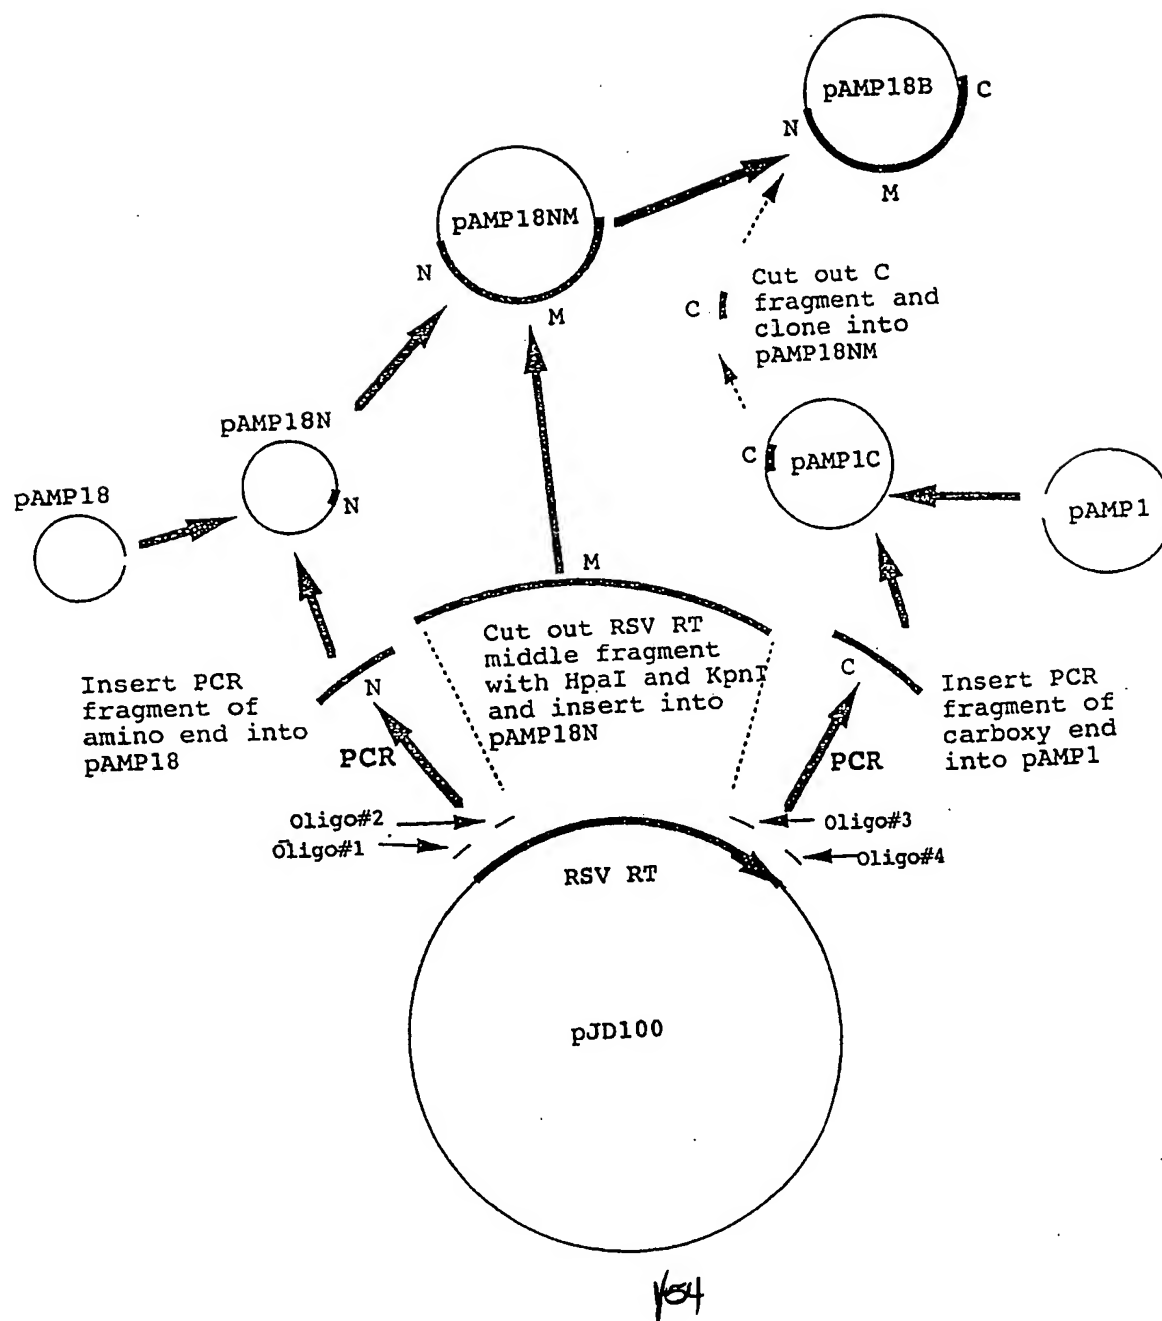 pAMP18B
C
N
M
pAMP18NM
N
M
C
Cut out C
fragment and
clone into
pAMP18NM
pAMP18N
N
pAMP18
C
pAMP1C
pAMP1
M
Cut out RSV RT
middle fragment
with HpaI and KpnI
and insert into
pAMP18N
N
C
Insert PCR
fragment of
amino end into
pAMP18
Insert PCR
fragment of
carboxy end
into pAMP1
PCR
PCR
Oligo#2
Oligo#1
Oligo#3
Oligo#4
RSV RT
pJD100